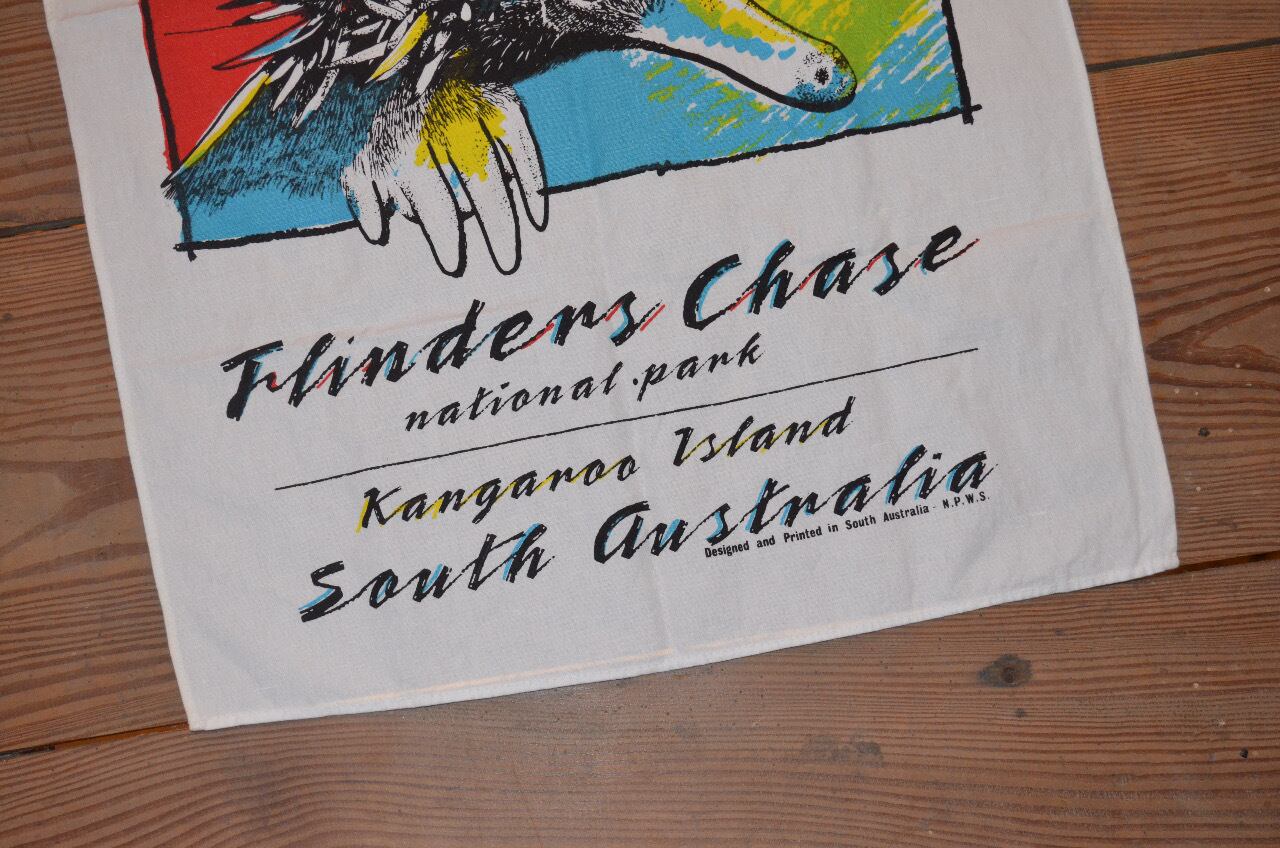 Flinders Chase
national park
Kangaroo Island
South Australia
Designed and Printed in South Australia - N.P.W.S.